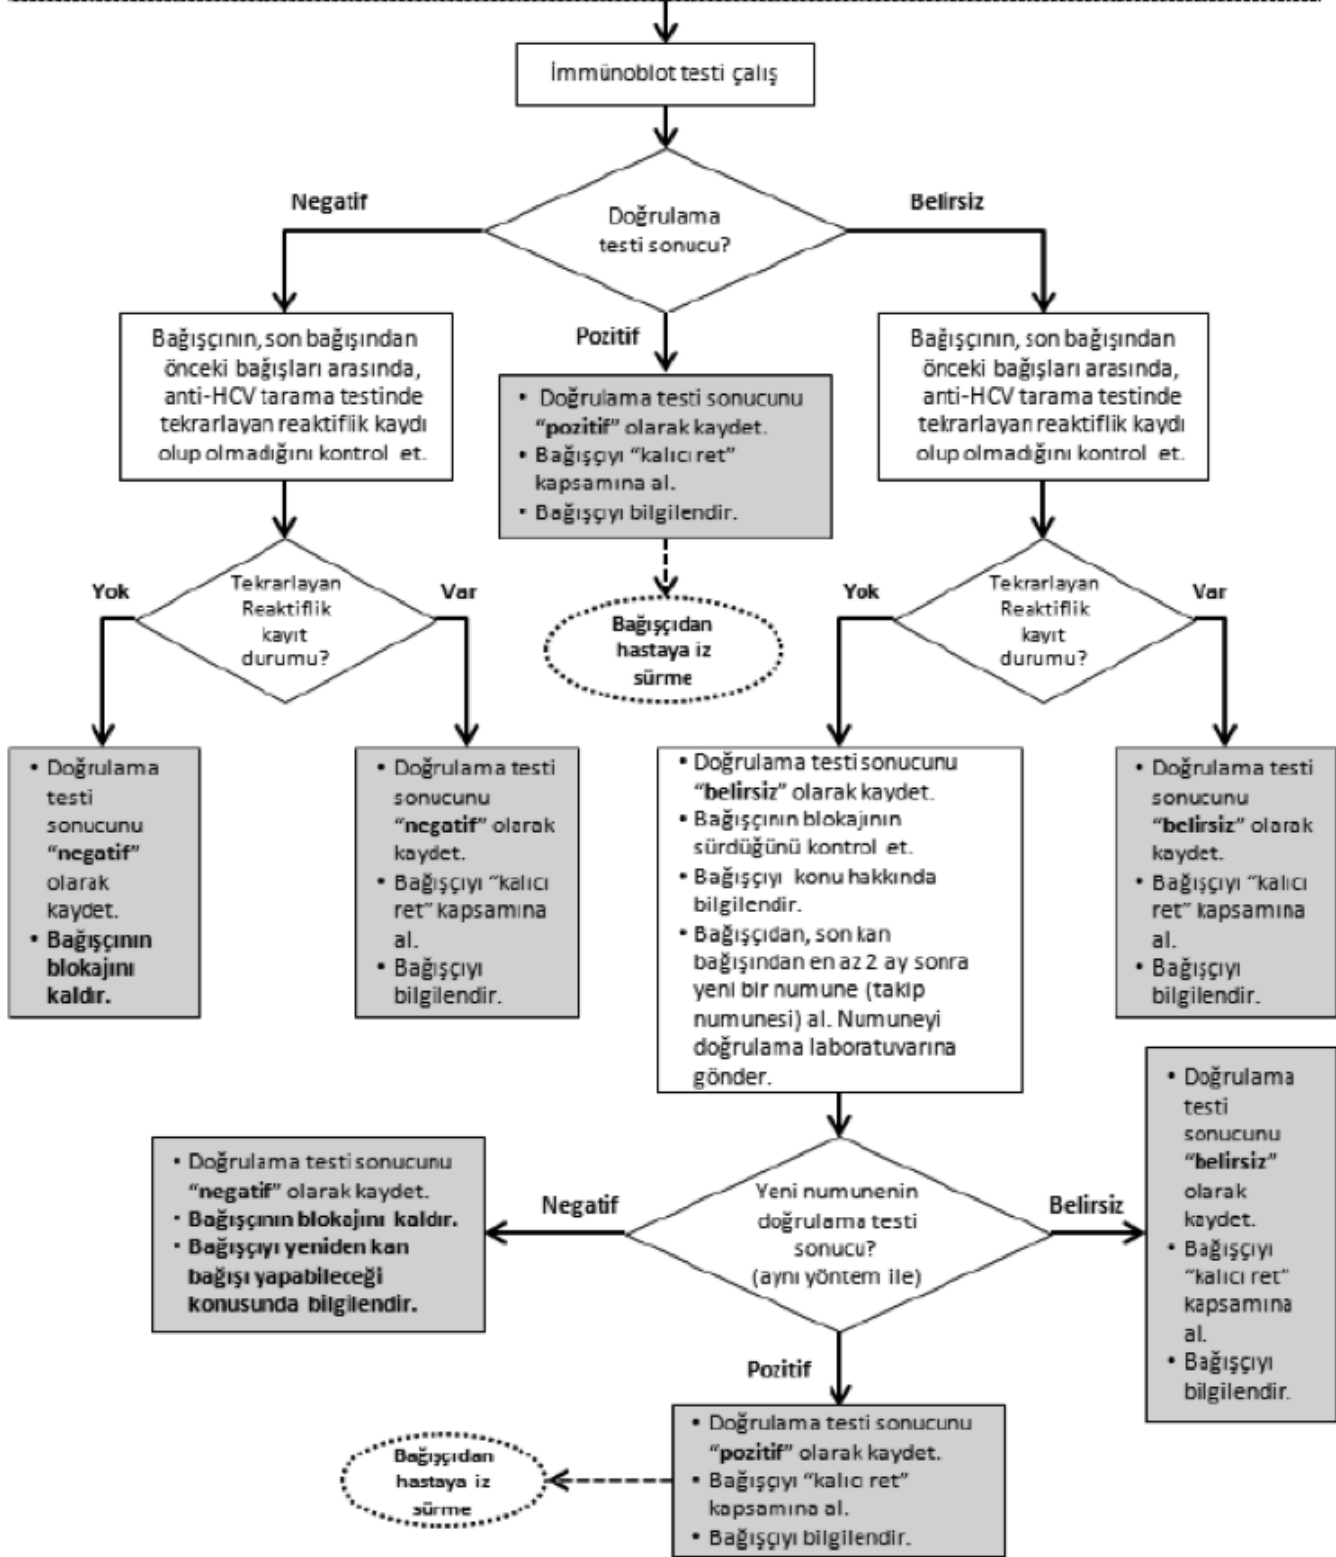 İmmünoblot testi çalış
Doğrulama
testi sonucu?
Negatif
Belirsiz
Pozitif
Bağışçının, son bağışından
önceki bağışları arasında,
anti-HCV tarama testinde
tekrarlayan reaktiflik kaydı
olup olmadığını kontrol et.
• Doğrulama testi sonucunu
“pozitif” olarak kaydet.
• Bağışçıyı “kalıcı ret”
kapsamına al.
• Bağışçıyı bilgilendir.
Bağışçının, son bağışından
önceki bağışları arasında,
anti-HCV tarama testinde
tekrarlayan reaktiflik kaydı
olup olmadığını kontrol et.
Yok
Tekrarlayan
Reaktiflik
kayıt
durumu?
Var
Bağışçıdan
hastaya iz
sürme
Yok
Tekrarlayan
Reaktiflik
kayıt
durumu?
Var
• Doğrulama
testi
sonucunu
“negatif”
olarak
kaydet.
• Bağışçının
blokajını
kaldır.
• Doğrulama testi
sonucunu
“negatif” olarak
kaydet.
• Bağışçıyı “kalıcı
ret” kapsamına
al.
• Bağışçıyı
bilgilendir.
• Doğrulama testi sonucunu
“belirsiz” olarak kaydet.
• Bağışçının blokajının
sürdüğünü kontrol et.
• Bağışçıyı konu hakkında
bilgilendir.
• Bağışçıdan, son kan
bağışından en az 2 ay sonra
yeni bir numune (takip
numunesi) al. Numuneyi
doğrulama laboratuvarına
gönder.
• Doğrulama testi
sonucunu
“belirsiz” olarak
kaydet.
• Bağışçıyı “kalıcı
ret” kapsamına
al.
• Bağışçıyı
bilgilendir.
• Doğrulama testi sonucunu
“negatif” olarak kaydet.
• Bağışçının blokajını kaldır.
• Bağışçıyı yeniden kan
bağışı yapabileceği
konusunda bilgilendir.
Negatif
Yeni numunenin
doğrulama testi
sonucu?
(aynı yöntem ile)
Belirsiz
• Doğrulama
testi
sonucunu
“belirsiz”
olarak
kaydet.
• Bağışçıyı
“kalıcı ret”
kapsamına
al.
• Bağışçıyı
bilgilendir.
Pozitif
Bağışçıdan
hastaya iz
sürme
• Doğrulama testi sonucunu
“pozitif” olarak kaydet.
• Bağışçıyı “kalıcı ret”
kapsamına al.
• Bağışçıyı bilgilendir.